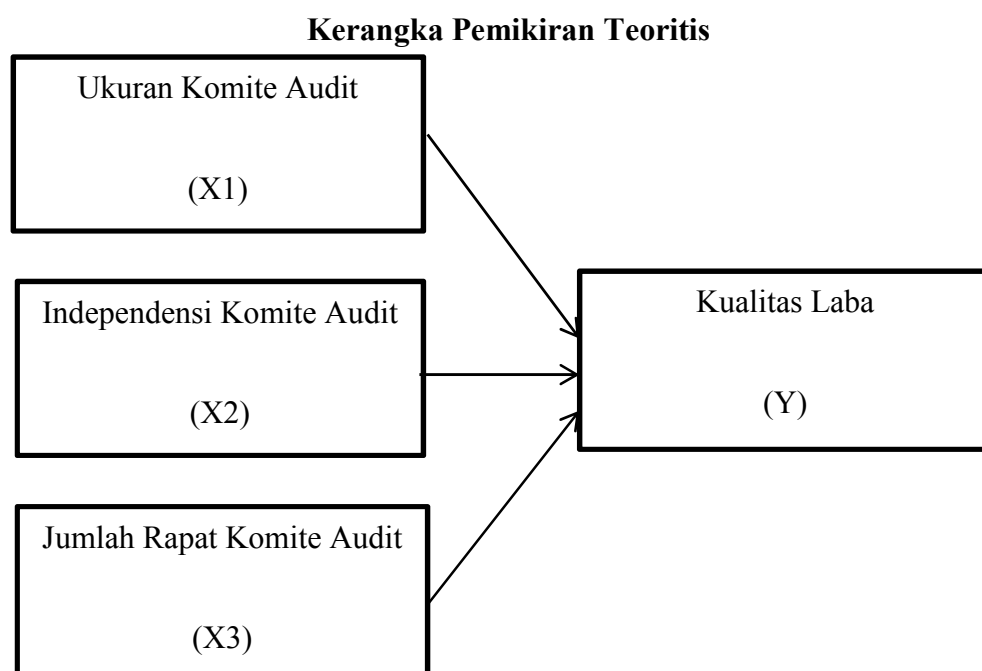 Kerangka Pemikiran Teoritis
Ukuran Komite Audit
(X1)
Independensi Komite Audit
(X2)
Jumlah Rapat Komite Audit
(X3)
Kualitas Laba
(Y)